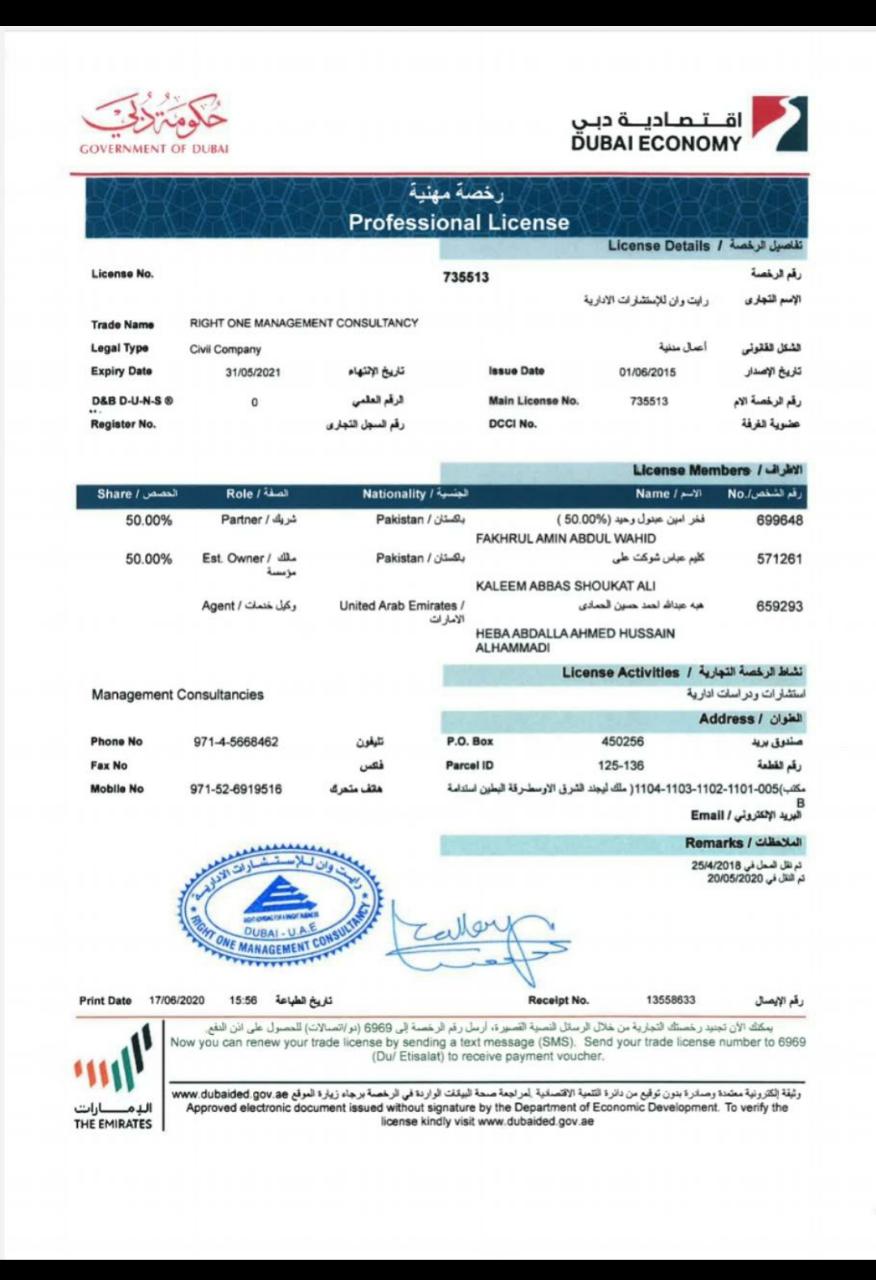 حكومة دبي
GOVERNMENT OF DUBAI
اقتصادية دبي
DUBAI ECONOMY
رخصة مهنية
Professional License
License Details / تفاصيل الرخصة
License No. 735513 رقم الرخصة
رايت وان للإستشارات الادارية الإسم التجارى
Trade Name RIGHT ONE MANAGEMENT CONSULTANCY
Legal Type Civil Company أعمال مدنية الشكل القانونى
Expiry Date 31/05/2021 تاريخ الإنتهاء Issue Date 01/06/2015 تاريخ الإصدار
D&B D-U-N-S ® 0 الرقم العالمي Main License No. 735513 رقم الرخصة الام
Register No. رقم السجل التجارى DCCI No. عضوية الغرفة
License Members / الاطراف
Share / الحصص Role / الصفة Nationality / الجنسية Name / الاسم No./رقم الشخص
50.00% Partner / شريك Pakistan / باكستان فخر امين عبدول وحيد (50.00% ) 699648
FAKHRUL AMIN ABDUL WAHID
50.00% Est. Owner / مالك Pakistan / باكستان كليم عباس شوكت على 571261
مؤسسة
KALEEM ABBAS SHOUKAT ALI
Agent / وكيل خدمات United Arab Emirates / هبه عبدالله احمد حسين الحمادى 659293
الامارات
HEBA ABDALLA AHMED HUSSAIN
ALHAMMADI
License Activities / نشاط الرخصة التجارية
Management Consultancies استشارات ودراسات ادارية
Address / العنوان
Phone No 971-4-5668462 تليفون P.O. Box 450256 صندوق بريد
Fax No فاكس Parcel ID 125-136 رقم القطعة
Mobile No 971-52-6919516 هاتف متحرك مكتب)005-1101-1102-1103-1104( ملك ليجند الشرق الاوسط-رقة البطين استدامة
B
Email / البريد الإلكتروني
Remarks / الملاحظات
تم نقل المحل في 25/4/2018
تم النقل في 20/05/2020
رايت وان للإستشارات الادارية
DUBAI - U.A.E
RIGHT ONE MANAGEMENT CONSULTANCY
Print Date 17/06/2020 15:56 تاريخ الطباعة Receipt No. 13558633 رقم الإيصال
يمكنك الآن تجديد رخصتك التجارية من خلال الرسائل النصية القصيرة، أرسل رقم الرخصة إلى 6969 (دو/اتصالات) للحصول على اذن الدفع.
Now you can renew your trade license by sending a text message (SMS). Send your trade license number to 6969
(Du/ Etisalat) to receive payment voucher.
الإمارات
THE EMIRATES
وثيقة إلكترونية معتمدة وصادرة بدون توقيع من دائرة التنمية الاقتصادية .لمراجعة صحة البيانات الواردة في الرخصة برجاء زيارة الموقع www.dubaided.gov.ae
Approved electronic document issued without signature by the Department of Economic Development. To verify the
license kindly visit www.dubaided.gov.ae